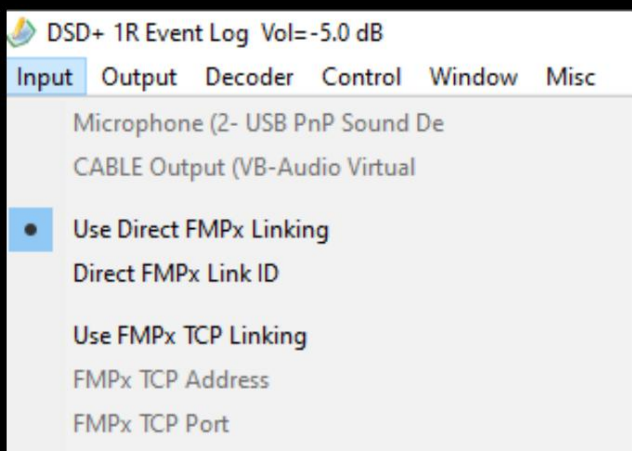 DSD+ 1R Event Log Vol=-5.0 dB
Input Output Decoder Control Window Misc
Microphone (2- USB PnP Sound De
CABLE Output (VB-Audio Virtual
Use Direct FMPx Linking
Direct FMPx Link ID
Use FMPx TCP Linking
FMPx TCP Address
FMPx TCP Port